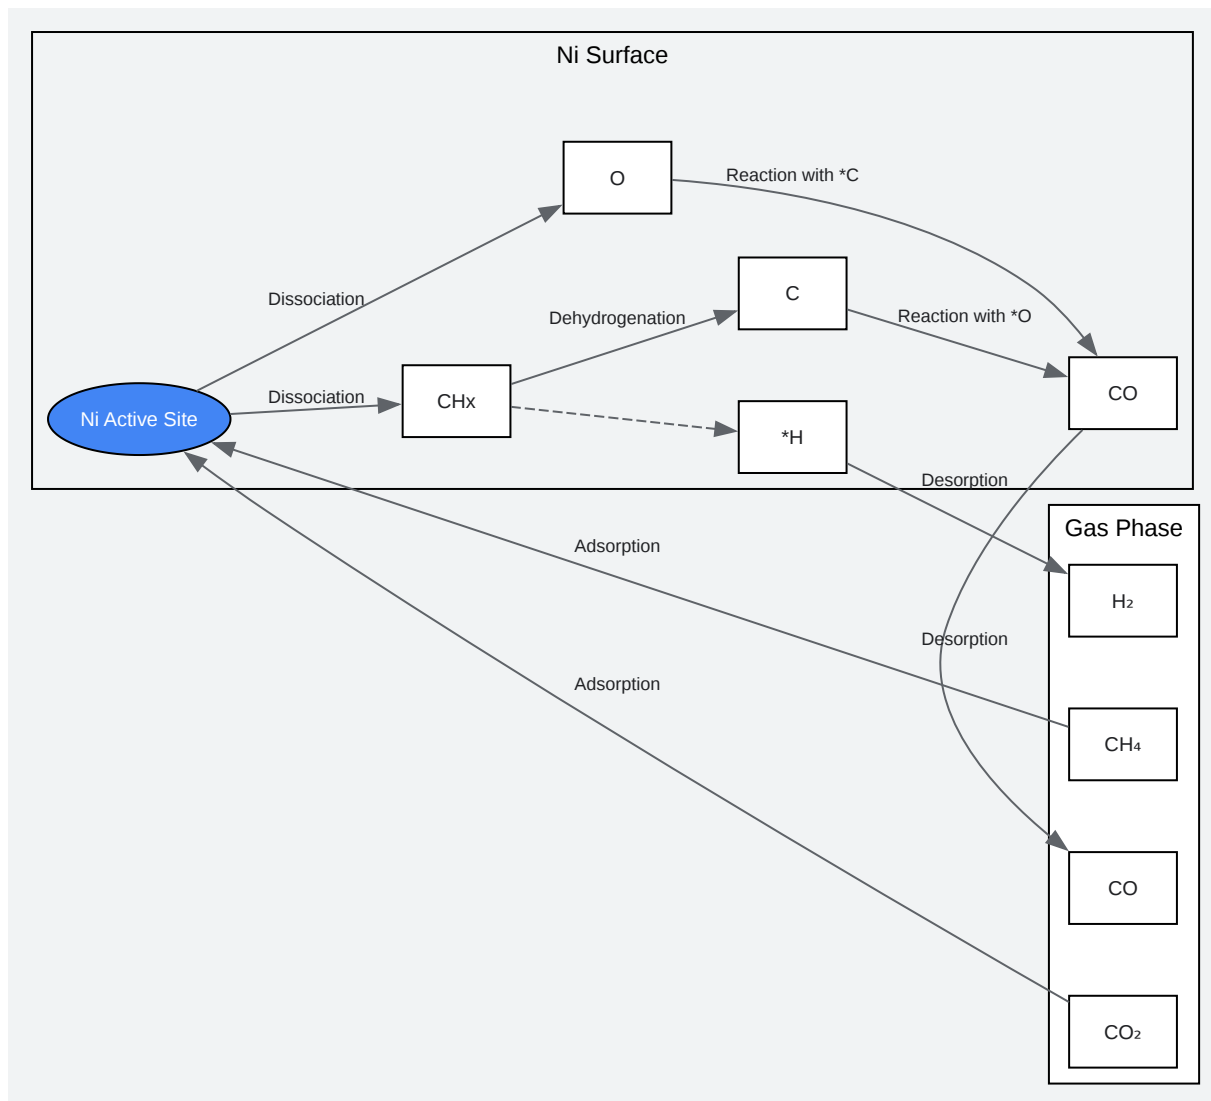 Ni Surface
O
Reaction with *C
C
Dissociation
Dehydrogenation
Reaction with *O
Dissociation
CHx
CO
Ni Active Site
*H
Desorption
Gas Phase
Adsorption
H₂
Desorption
Adsorption
CH₄
CO
CO₂